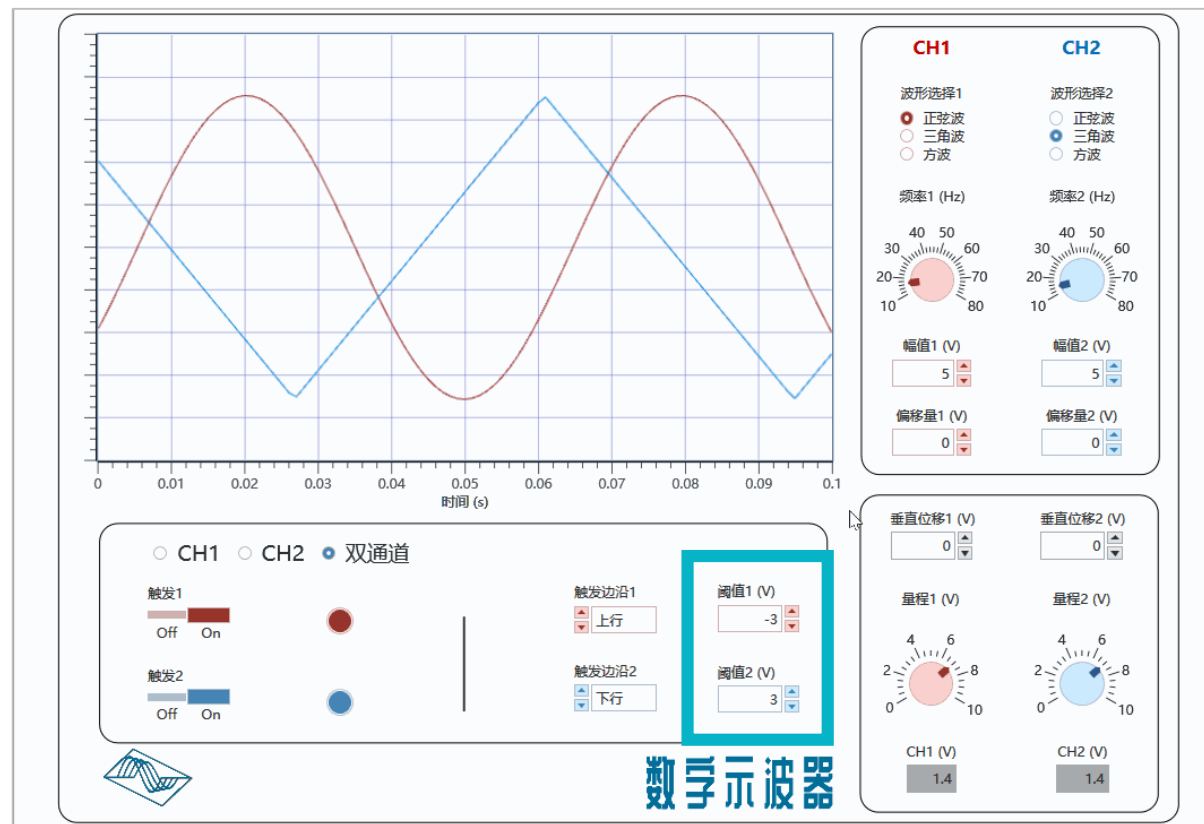 CH1 CH2
波形选择1 波形选择2
正弦波 正弦波
三角波 三角波
方波 方波
频率1 (Hz) 频率2 (Hz)
40 50 40 50
30 60 30 60
20 70 20 70
10 80 10 80
幅值1 (V) 幅值2 (V)
5 5
偏移量1 (V) 偏移量2 (V)
0 0
0 0.01 0.02 0.03 0.04 0.05 0.06 0.07 0.08 0.09 0.1
时间 (s)
CH1 CH2 双通道
触发1 触发边沿1 阈值1 (V)
上行 -3
Off On
触发2 触发边沿2 阈值2 (V)
下行 3
Off On
数字示波器
垂直位移1 (V) 垂直位移2 (V)
0 0
量程1 (V) 量程2 (V)
4 6 4 6
2 8 2 8
0 10 0 10
CH1 (V) CH2 (V)
1.4 1.4